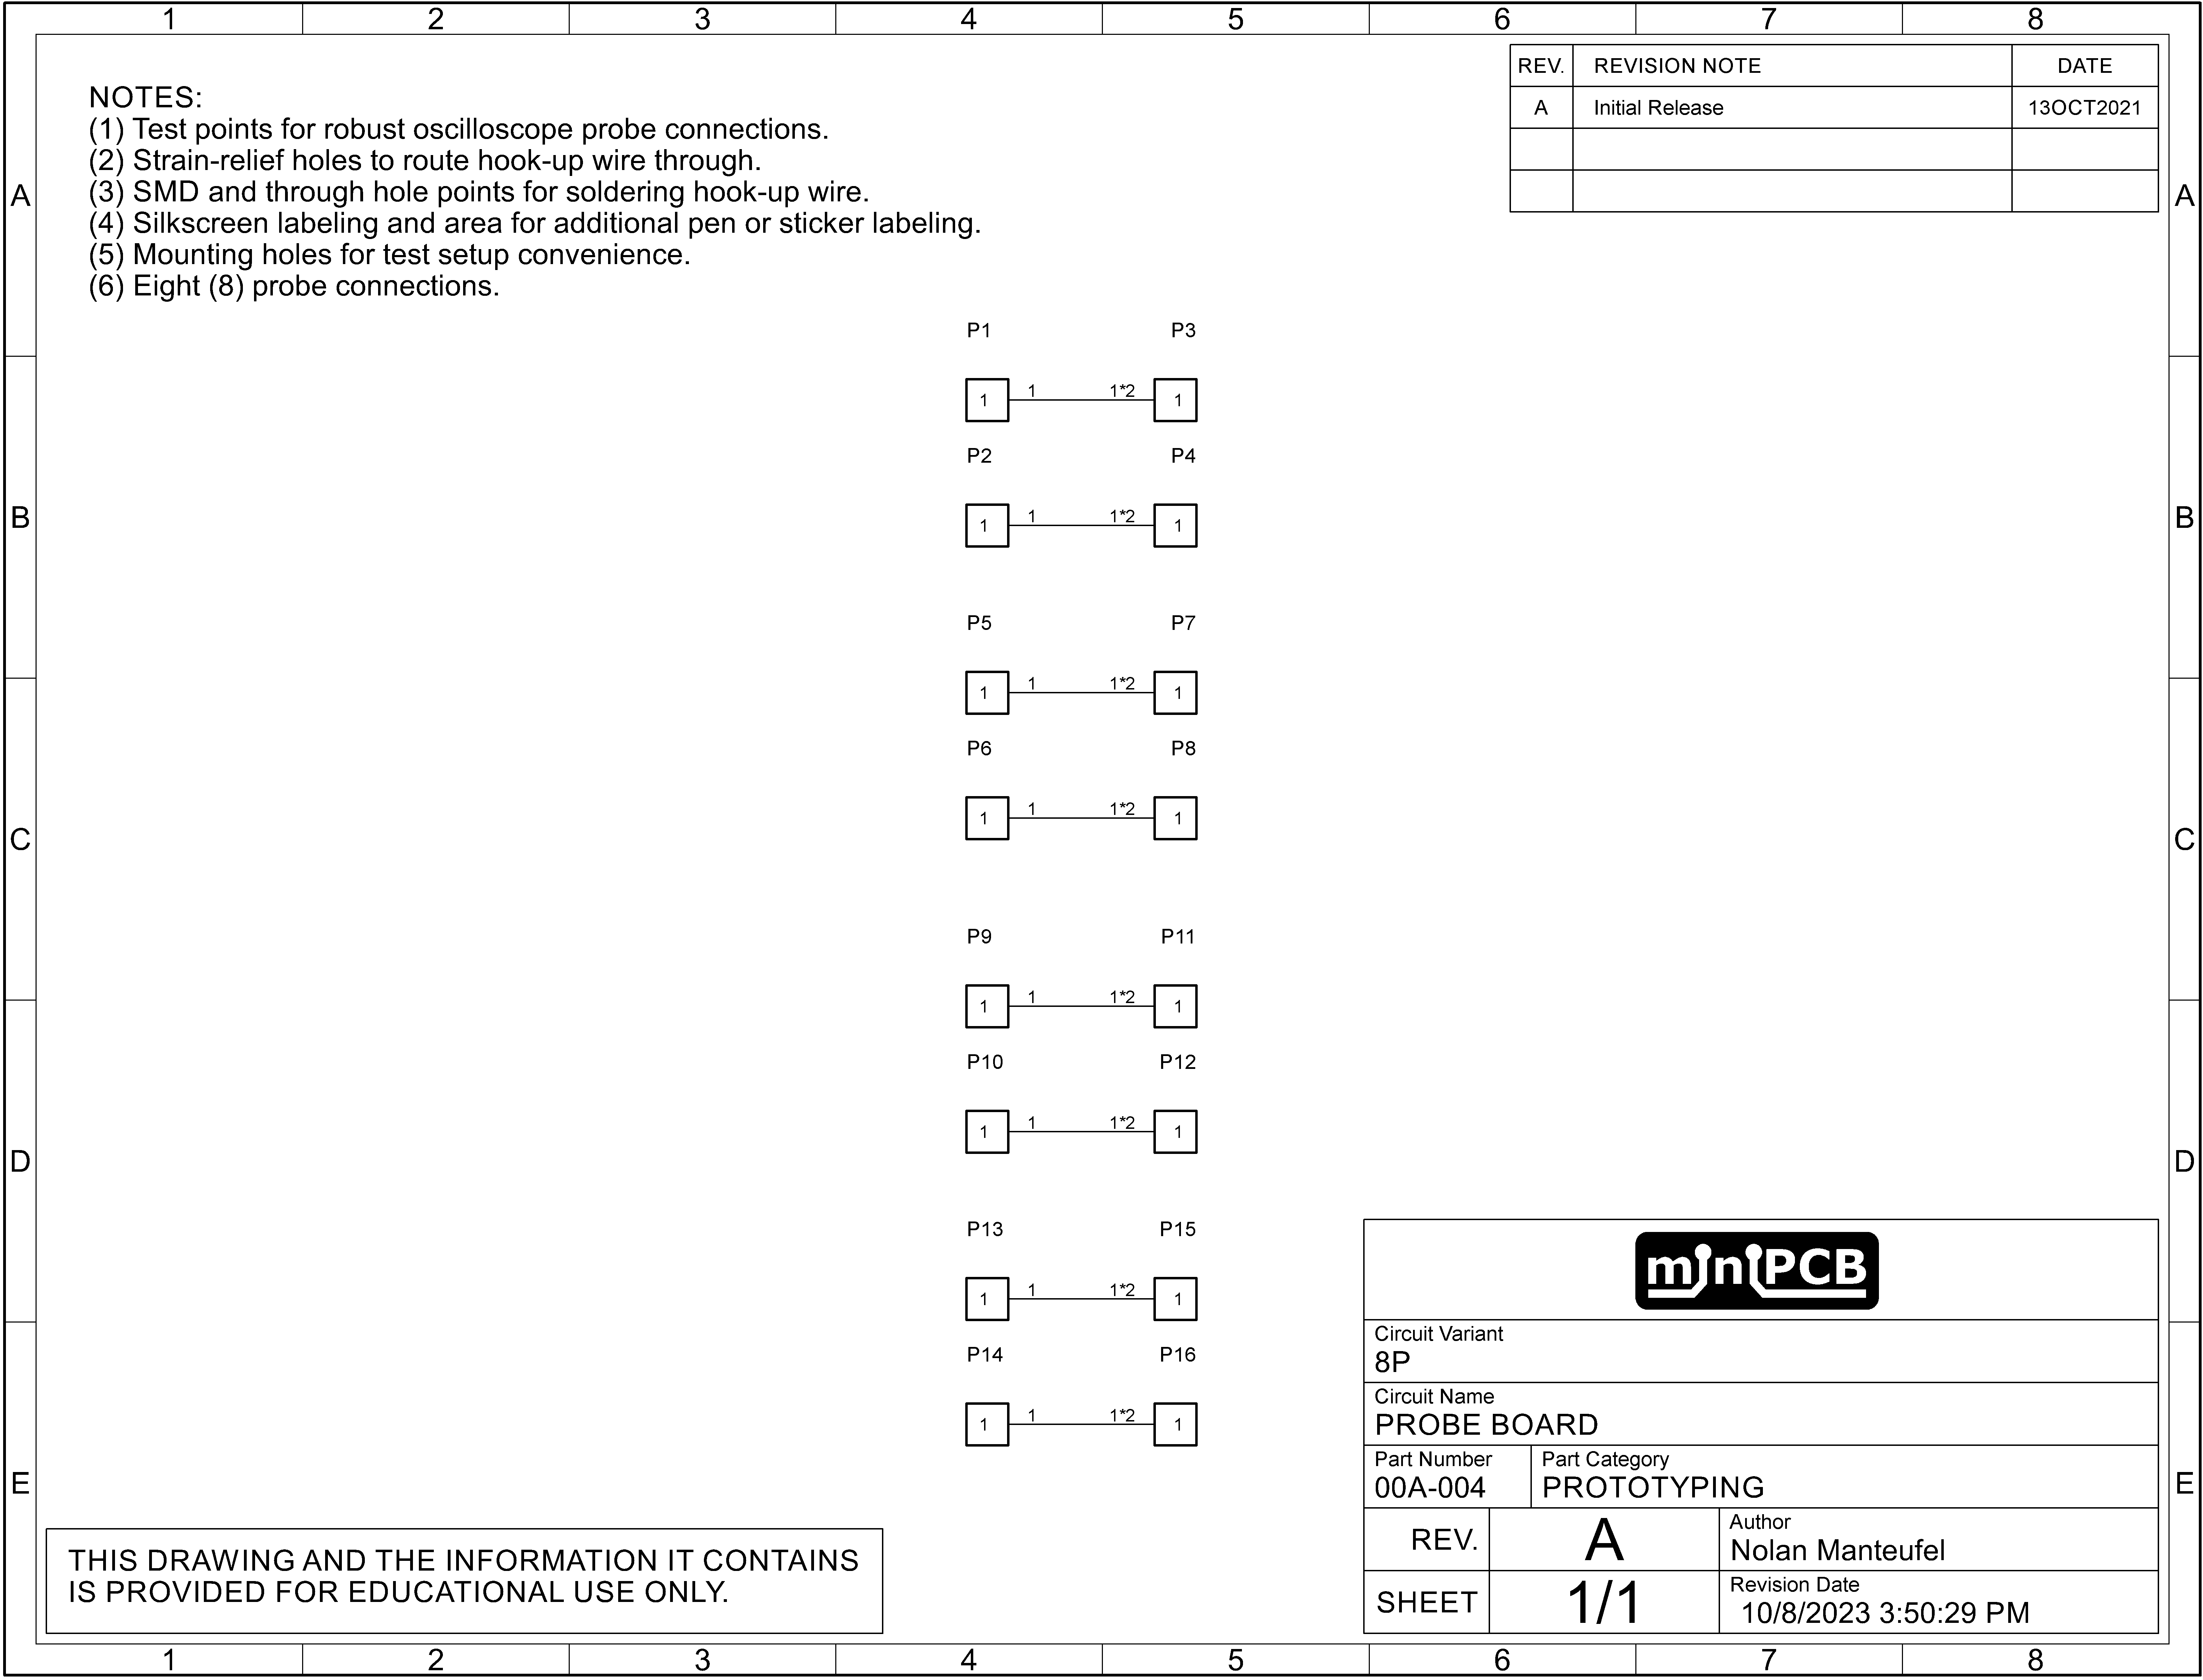 1 2 3 4 5 6 7 8
REV. REVISION NOTE DATE
A Initial Release 13OCT2021
NOTES:
(1) Test points for robust oscilloscope probe connections.
(2) Strain-relief holes to route hook-up wire through.
(3) SMD and through hole points for soldering hook-up wire.
(4) Silkscreen labeling and area for additional pen or sticker labeling.
(5) Mounting holes for test setup convenience.
(6) Eight (8) probe connections.
A A
P1 P3
1 1 1*2 1
P2 P4
B B
1 1 1*2 1
P5 P7
1 1 1*2 1
P6 P8
1 1 1*2 1
C C
P9 P11
1 1 1*2 1
P10 P12
1 1 1*2 1
D D
P13 P15
1 1 1*2 1
P14 P16
1 1 1*2 1
E E
miniPCB
Circuit Variant
8P
Circuit Name
PROBE BOARD
Part Number Part Category
00A-004 PROTOTYPING
REV. A Author
Nolan Manteufel
SHEET 1/1 Revision Date
10/8/2023 3:50:29 PM
THIS DRAWING AND THE INFORMATION IT CONTAINS
IS PROVIDED FOR EDUCATIONAL USE ONLY.
1 2 3 4 5 6 7 8